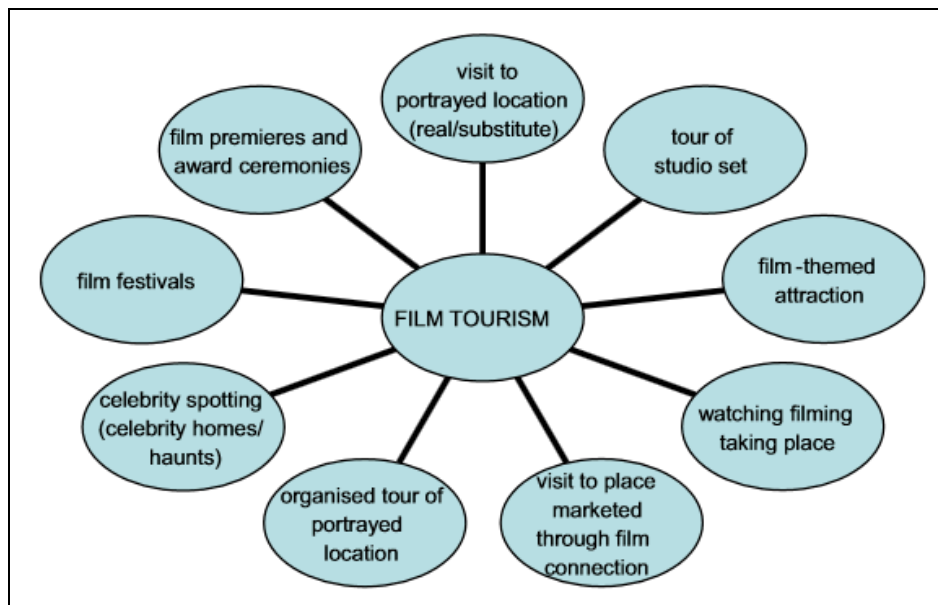 visit to
portrayed location
(real/substitute)
film premieres and
award ceremonies
tour of
studio set
film festivals
film-themed
attraction
FILM TOURISM
celebrity spotting
(celebrity homes/
haunts)
watching filming
taking place
organised tour of
portrayed
location
visit to place
marketed
through film
connection